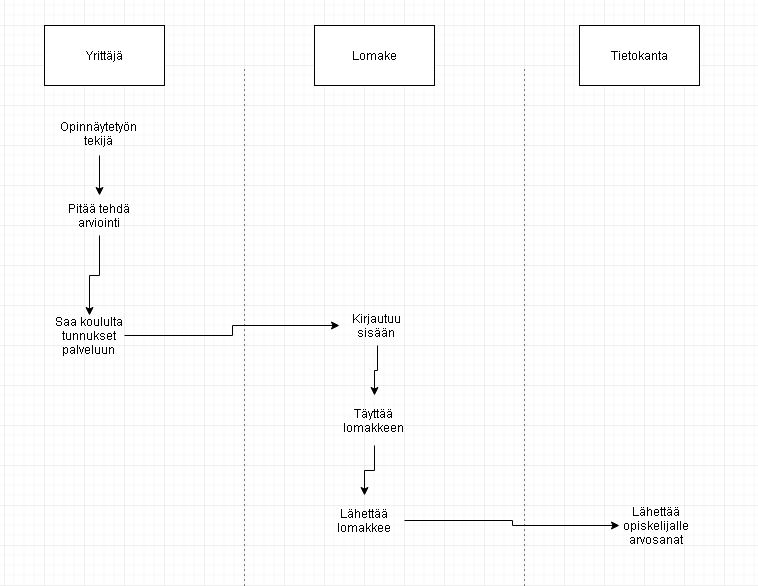 Yrittäjä
Lomake
Tietokanta
Opinnäytetyön
tekijä
Pitää tehdä
arviointi
Saa koululta
tunnukset
palveluun
Kirjautuu
sisään
Täyttää
lomakkeen
Lähettää
lomakkee
Lähettää
opiskelijalle
arvosanat